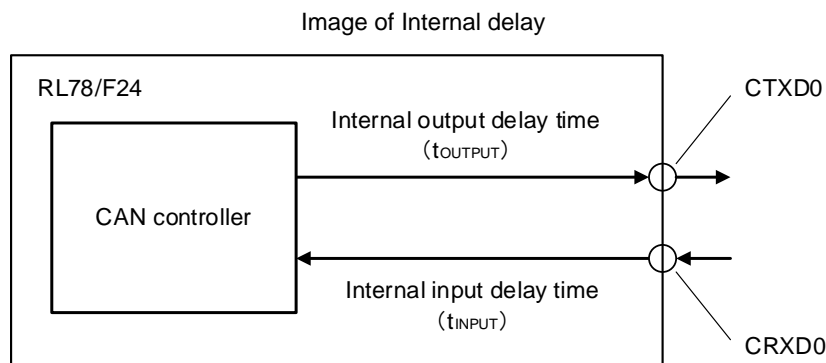 Image of Internal delay
RL78/F24
CTXD0
Internal output delay time
(tOUTPUT)
CAN controller
Internal input delay time
(tINPUT)
CRXD0